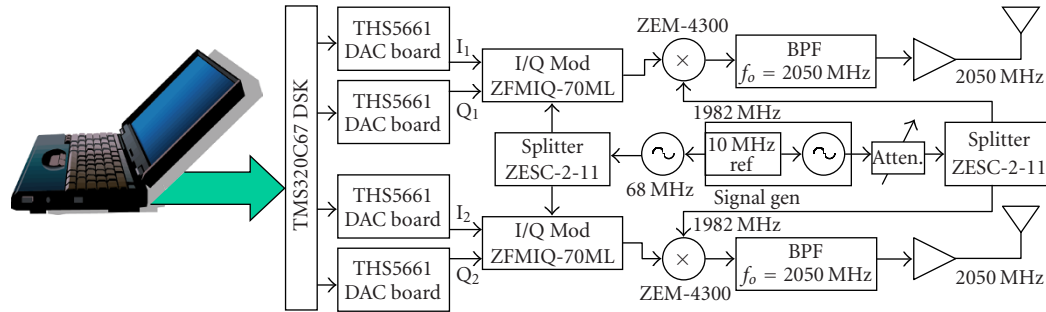 TMS320C67 DSK
THS5661
DAC board
I1
THS5661
DAC board
Q1
I/Q Mod
ZFMIQ-70ML
ZEM-4300
BPF
fo = 2050 MHz
2050 MHz
1982 MHz
Splitter
ZESC-2-11
68 MHz
10 MHz
ref
Signal gen
Atten.
Splitter
ZESC-2-11
THS5661
DAC board
I2
THS5661
DAC board
Q2
I/Q Mod
ZFMIQ-70ML
1982 MHz
ZEM-4300
BPF
fo = 2050 MHz
2050 MHz